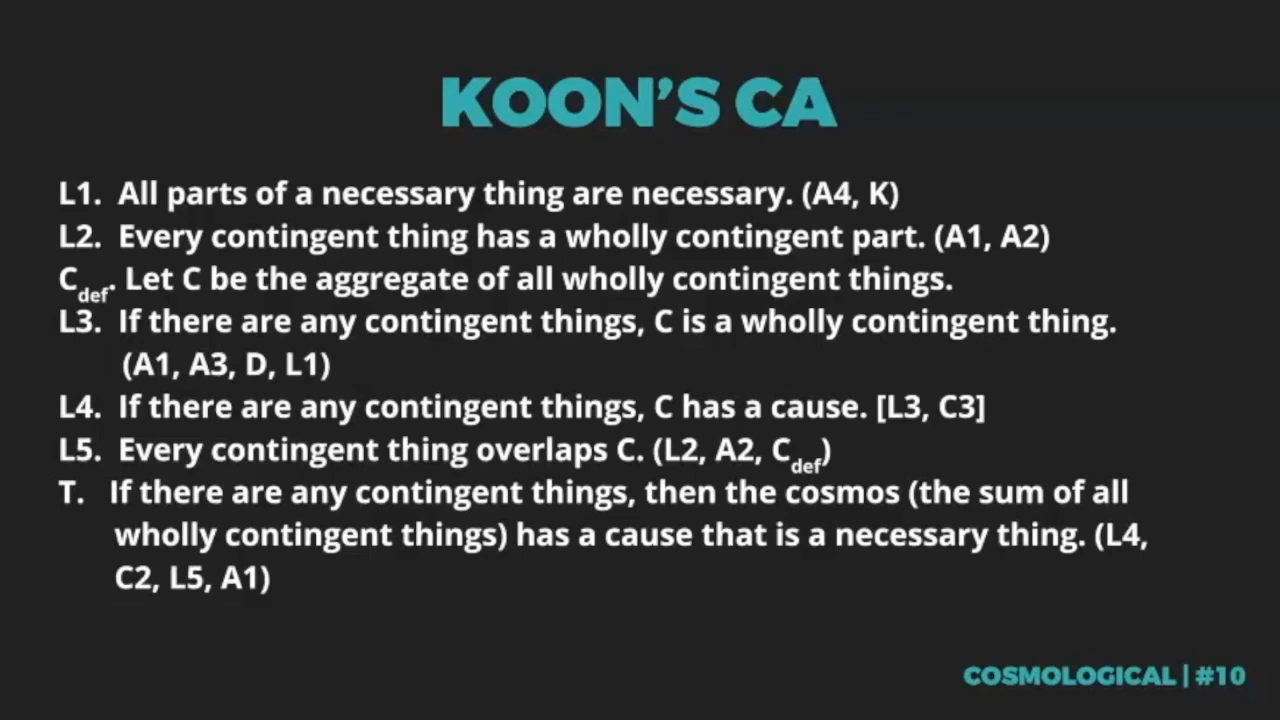 KOON'S CA
L1. All parts of a necessary thing are necessary. (A4, K)
L2. Every contingent thing has a wholly contingent part. (A1, A2)
Cdef. Let C be the aggregate of all wholly contingent things.
L3. If there are any contingent things, C is a wholly contingent thing.
(A1, A3, D, L1)
L4. If there are any contingent things, C has a cause. [L3, C3]
L5. Every contingent thing overlaps C. (L2, A2, Cdef)
T. If there are any contingent things, then the cosmos (the sum of all
wholly contingent things) has a cause that is a necessary thing. (L4,
C2, L5, A1)
COSMOLOGICAL | #10